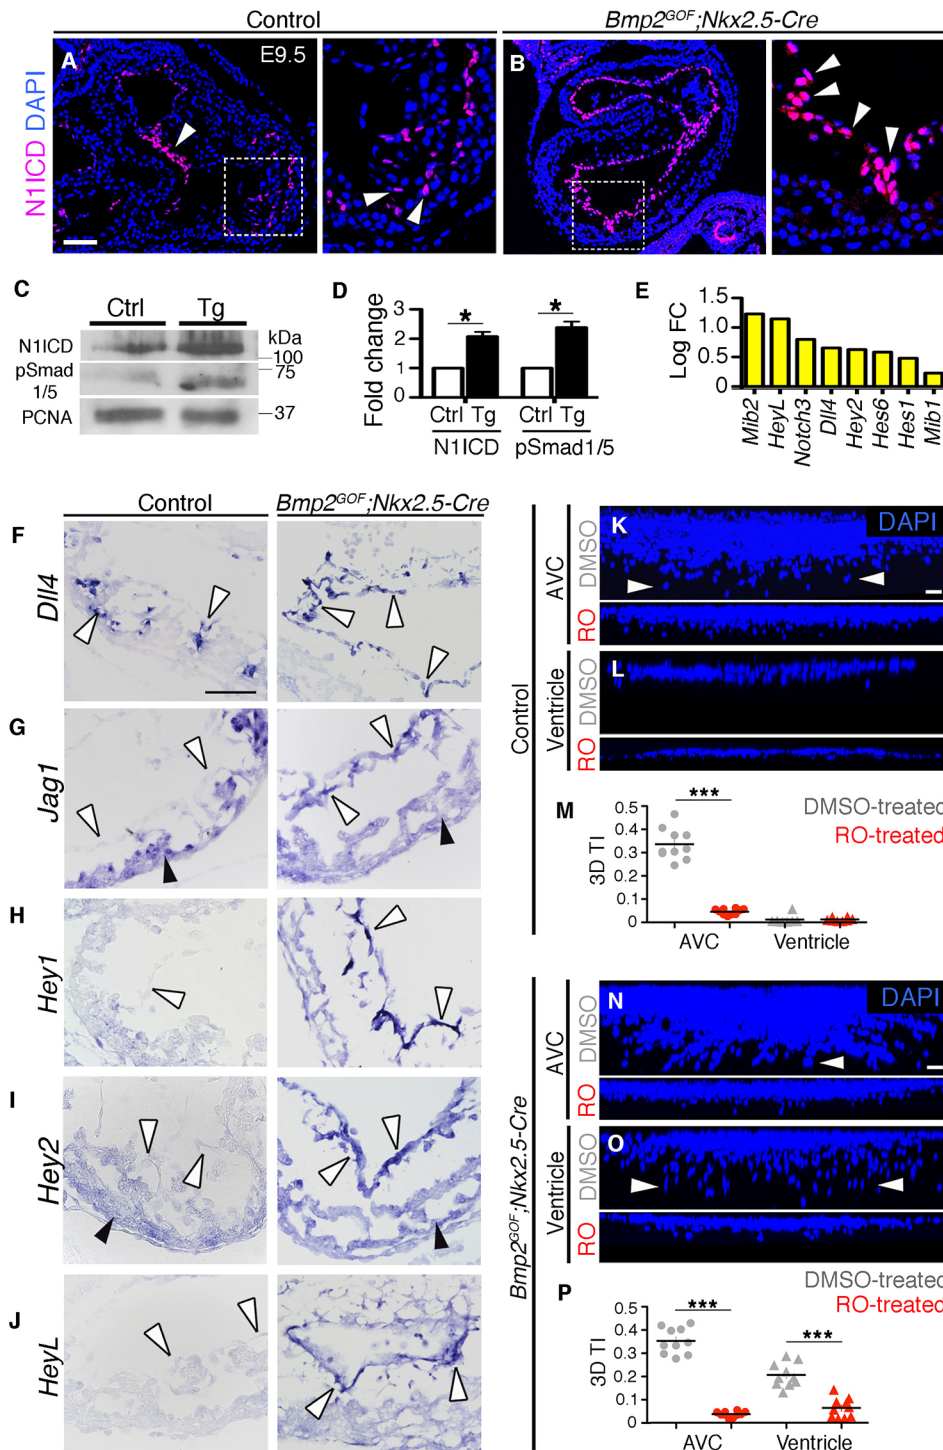 Control
Bmp2GOF;Nkx2.5-Cre
N1ICD DAPI
A
E9.5
B
C
Ctrl
Tg
kDa
N1ICD
100
pSmad
1/5
75
PCNA
37
D
Fold change
3
2
1
0
*
*
Ctrl Tg
Ctrl Tg
N1ICD
pSmad1/5
E
Log FC
1.5
1.0
0.5
0
Mib2
HeyL
Notch3
Dll4
Hey2
Hes6
Hes1
Mib1
Control
Bmp2GOF;Nkx2.5-Cre
F
Dll4
G
Jag1
H
Hey1
I
Hey2
J
HeyL
Control
AVC
DMSO
K
DAPI
RO
Ventricle
DMSO
L
RO
M
3D TI
0.5
0.4
0.3
0.2
0.1
0
***
DMSO-treated
RO-treated
AVC
Ventricle
Bmp2GOF;Nkx2.5-Cre
AVC
DMSO
N
DAPI
RO
Ventricle
DMSO
O
RO
P
3D TI
0.5
0.4
0.3
0.2
0.1
0
***
***
DMSO-treated
RO-treated
AVC
Ventricle